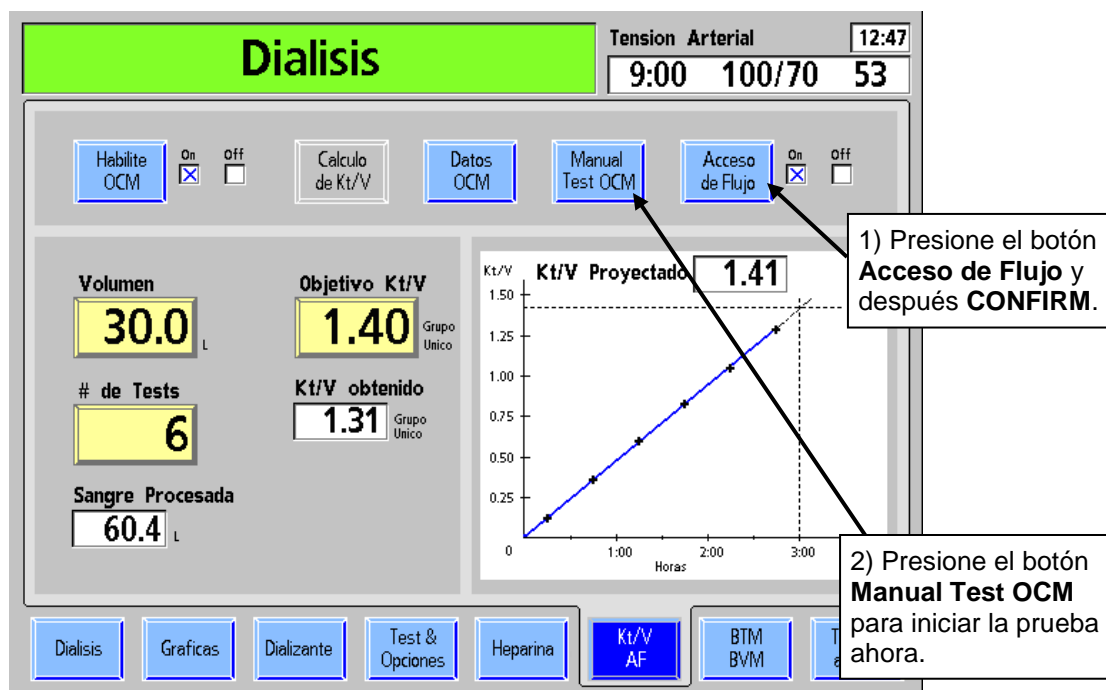 Dialisis
Tension Arterial
12:47
9:00 100/70 53
Habilite
OCM
On Off
Calculo
de Kt/V
Datos
OCM
Manual
Test OCM
Acceso
de Flujo
On Off
1) Presione el botón
Acceso de Flujo y
después CONFIRM.
Volumen
30.0 L
# de Tests
6
Sangre Procesada
60.4 L
Objetivo Kt/V
1.40 Grupo
Unico
Kt/V obtenido
1.31 Grupo
Unico
Kt/V
Kt/V Proyectado 1.41
1.50
1.25
1.00
0.75
0.50
0.25
0 1:00 2:00 3:00
Horas
2) Presione el botón
Manual Test OCM
para iniciar la prueba
ahora.
Dialisis
Graficas
Dializante
Test &
Opciones
Heparina
Kt/V
AF
BTM
BVM